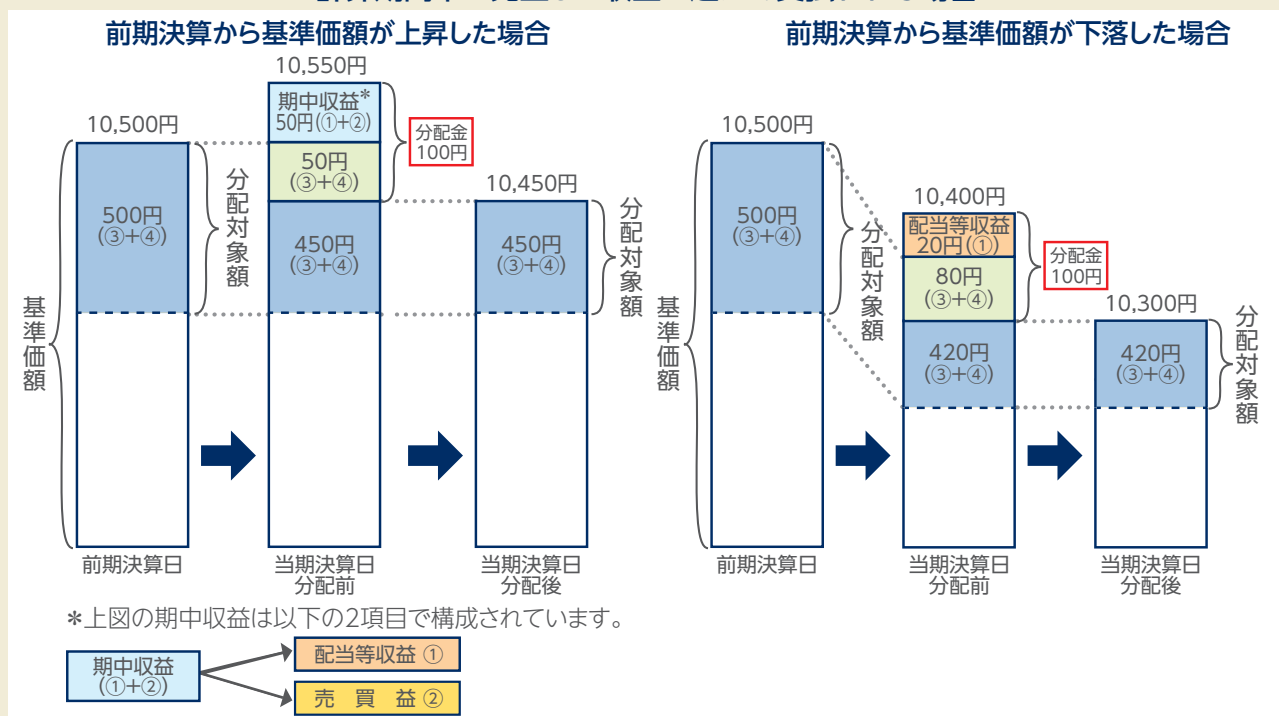 前期決算から基準価額が上昇した場合
10,500円
500円
(③+④)
分配対象額
基準価額
前期決算日
10,550円
期中収益*
50円(①+②)
50円
(③+④)
450円
(③+④)
分配金
100円
当期決算日
分配前
10,450円
450円
(③+④)
分配対象額
当期決算日
分配後
前期決算から基準価額が下落した場合
10,500円
500円
(③+④)
分配対象額
基準価額
前期決算日
10,400円
配当等収益
20円(①)
80円
(③+④)
420円
(③+④)
分配金
100円
当期決算日
分配前
10,300円
420円
(③+④)
分配対象額
当期決算日
分配後
*上図の期中収益は以下の2項目で構成されています。
期中収益
(①+②)
配当等収益 ①
売 買 益 ②